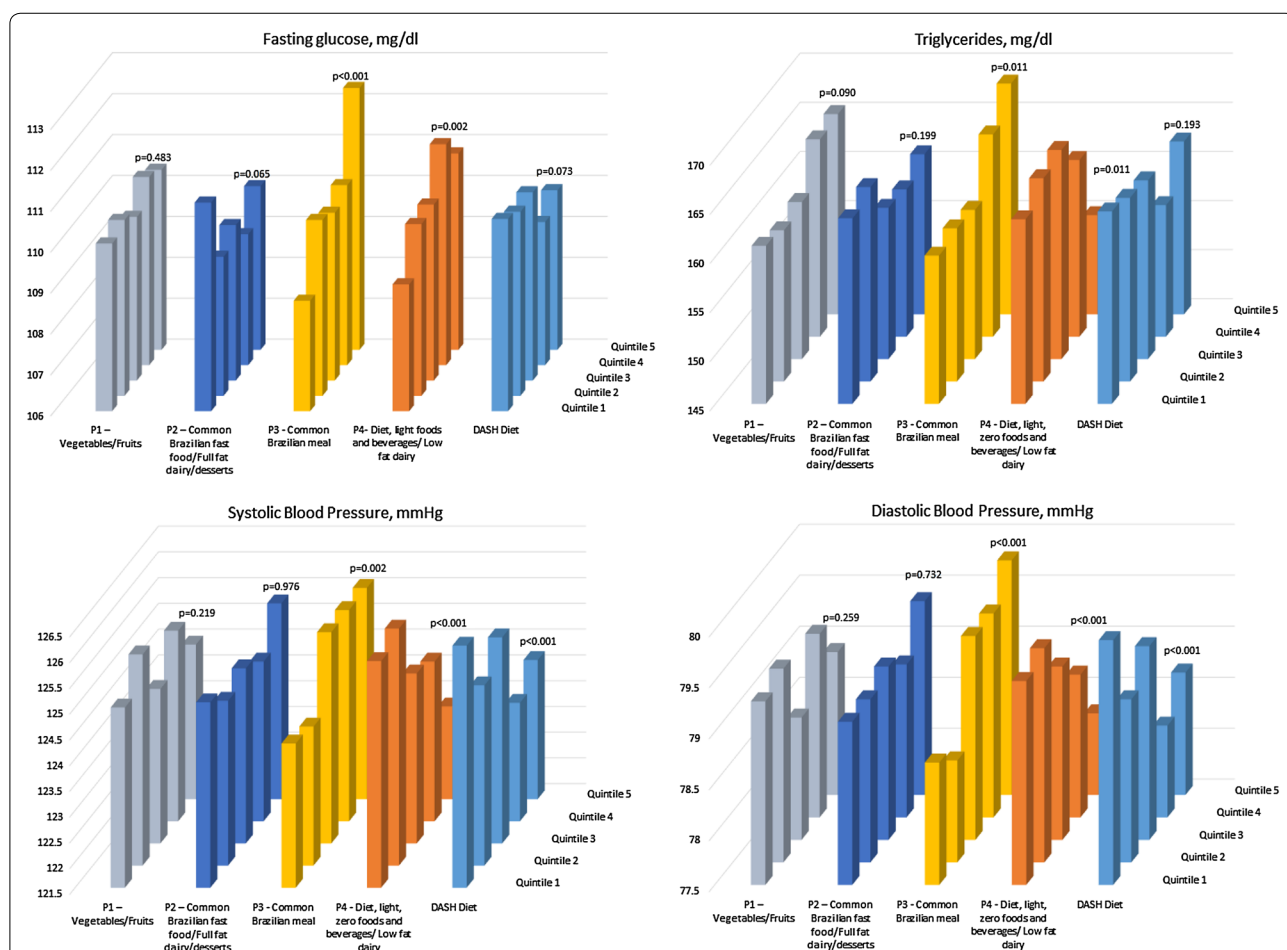 Fasting glucose, mg/dl
p<0.001
p=0.002
p=0.483
p=0.065
p=0.073
113
112
111
110
109
108
107
106
Quintile 5
Quintile 4
Quintile 3
Quintile 2
Quintile 1
P1 –
Vegetables/Fruits
P2 – Common
Brazilian fast
food/Full fat
dairy/desserts
P3 - Common
Brazilian meal
P4- Diet, light foods
and beverages/ Low
fat dairy
DASH Diet
Triglycerides, mg/dl
p=0.011
p=0.090
p=0.193
p=0.199
p=0.011
170
165
160
155
150
145
Quintile 5
Quintile 4
Quintile 3
Quintile 2
Quintile 1
P1 –
Vegetables/Fruits
P2 – Common
Brazilian fast
food/Full fat
dairy/desserts
P3 - Common
Brazilian meal
P4 - Diet, light,
zero foods and
beverages/ Low fat
dairy
DASH Diet
Systolic Blood Pressure, mmHg
p=0.002
p=0.976
p=0.219
p<0.001
p<0.001
126.5
126
125.5
125
124.5
124
123.5
123
122.5
122
121.5
Quintile 5
Quintile 4
Quintile 3
Quintile 2
Quintile 1
P1 –
Vegetables/Fruits
P2 – Common
Brazilian fast
food/Full fat
dairy/desserts
P3 - Common
Brazilian meal
P4 - Diet, light,
zero foods and
beverages/ Low fat
dairy
DASH Diet
Diastolic Blood Pressure, mmHg
p<0.001
p=0.732
p=0.259
p<0.001
p<0.001
80
79.5
79
78.5
78
77.5
Quintile 5
Quintile 4
Quintile 3
Quintile 2
Quintile 1
P1 –
Vegetables/Fruits
P2 – Common
Brazilian fast
food/Full fat
dairy/desserts
P3 - Common
Brazilian meal
P4 - Diet, light,
zero foods and
beverages/ Low fat
dairy
DASH Diet